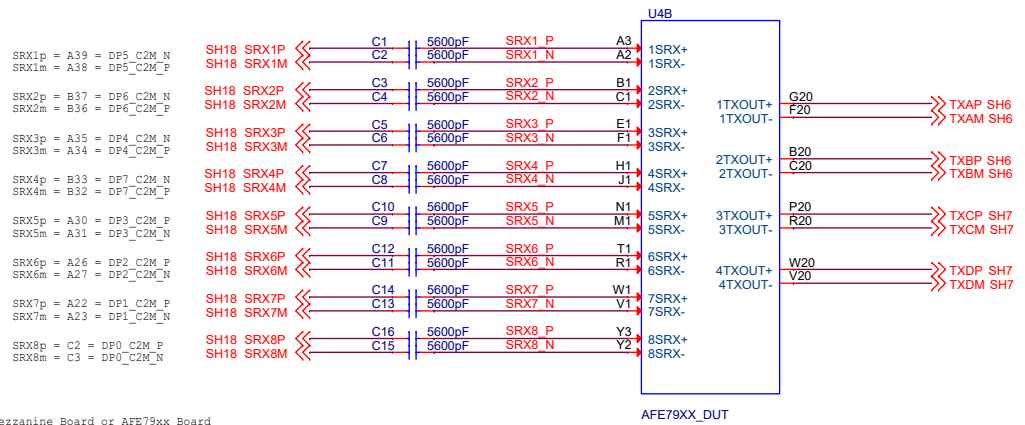 U4B
SRX1p = A39 = DP5_C2M_N
SRX1m = A38 = DP5_C2M_P
SH18 SRX1P C1 5600pF SRX1_P A3 1SRX+
SH18 SRX1M C2 5600pF SRX1_N A2 1SRX-
SRX2p = B37 = DP6_C2M_N
SRX2m = B36 = DP6_C2M_P
SH18 SRX2P C3 5600pF SRX2_P B1 2SRX+
SH18 SRX2M C4 5600pF SRX2_N C1 2SRX-
1TXOUT+ G20 TXAP SH6
1TXOUT- F20 TXAM SH6
SRX3p = A35 = DP4_C2M_N
SRX3m = A34 = DP4_C2M_P
SH18 SRX3P C5 5600pF SRX3_P E1 3SRX+
SH18 SRX3M C6 5600pF SRX3_N F1 3SRX-
2TXOUT+ B20 TXBP SH6
2TXOUT- C20 TXBM SH6
SRX4p = B33 = DP7_C2M_N
SRX4m = B32 = DP7_C2M_P
SH18 SRX4P C7 5600pF SRX4_P H1 4SRX+
SH18 SRX4M C8 5600pF SRX4_N J1 4SRX-
SRX5p = A30 = DP3_C2M_P
SRX5m = A31 = DP3_C2M_N
SH18 SRX5P C10 5600pF SRX5_P N1 5SRX+
SH18 SRX5M C9 5600pF SRX5_N M1 5SRX-
3TXOUT+ P20 TXCP SH7
3TXOUT- R20 TXCM SH7
SRX6p = A26 = DP2_C2M_P
SRX6m = A27 = DP2_C2M_N
SH18 SRX6P C12 5600pF SRX6_P T1 6SRX+
SH18 SRX6M C11 5600pF SRX6_N R1 6SRX-
4TXOUT+ W20 TXDP SH7
4TXOUT- V20 TXDM SH7
SRX7p = A22 = DP1_C2M_P
SRX7m = A23 = DP1_C2M_N
SH18 SRX7P C14 5600pF SRX7_P W1 7SRX+
SH18 SRX7M C13 5600pF SRX7_N V1 7SRX-
SRX8p = C2 = DP0_C2M_P
SRX8m = C3 = DP0_C2M_N
SH18 SRX8P C16 5600pF SRX8_P Y3 8SRX+
SH18 SRX8M C15 5600pF SRX8_N Y2 8SRX-
AFE79XX_DUT
ezzanine Board or AFE79xx Board